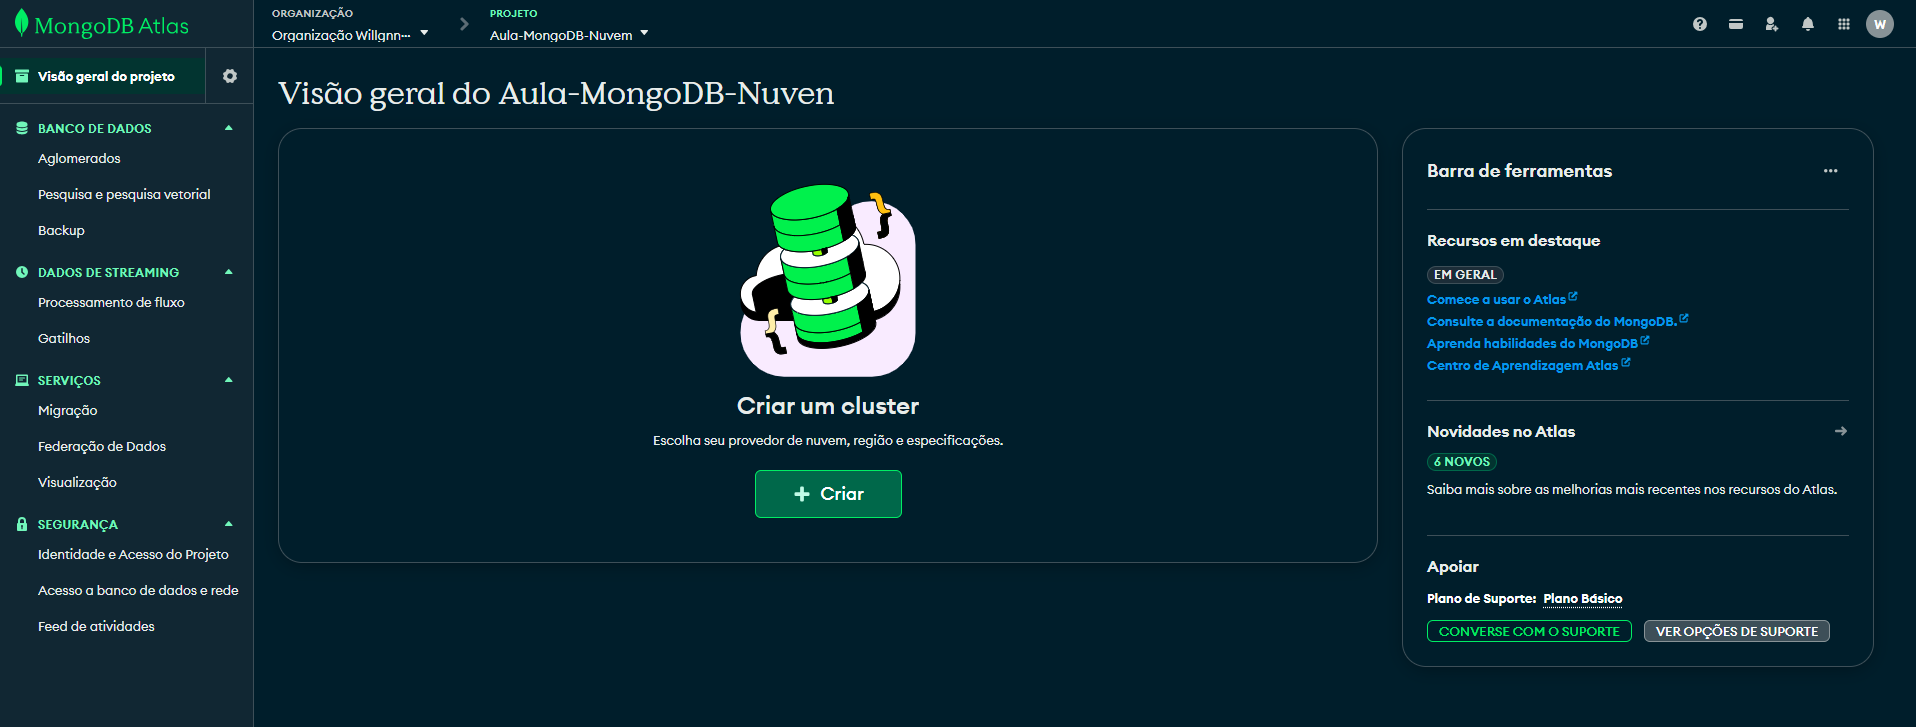 MongoDB Atlas
ORGANIZAÇÃO
Organização Willgnn...
PROJETO
Aula-MongoDB-Nuvem
W
Visão geral do projeto
BANCO DE DADOS
Aglomerados
Pesquisa e pesquisa vetorial
Backup
DADOS DE STREAMING
Processamento de fluxo
Gatilhos
SERVIÇOS
Migração
Federação de Dados
Visualização
SEGURANÇA
Identidade e Acesso do Projeto
Acesso a banco de dados e rede
Feed de atividades
Visão geral do Aula-MongoDB-Nuven
Criar um cluster
Escolha seu provedor de nuvem, região e especificações.
+ Criar
Barra de ferramentas
Recursos em destaque
EM GERAL
Comece a usar o Atlas
Consulte a documentação do MongoDB.
Aprenda habilidades do MongoDB
Centro de Aprendizagem Atlas
Novidades no Atlas
6 NOVOS
Saiba mais sobre as melhorias mais recentes nos recursos do Atlas.
Apoiar
Plano de Suporte: Plano Básico
CONVERSE COM O SUPORTE
VER OPÇÕES DE SUPORTE